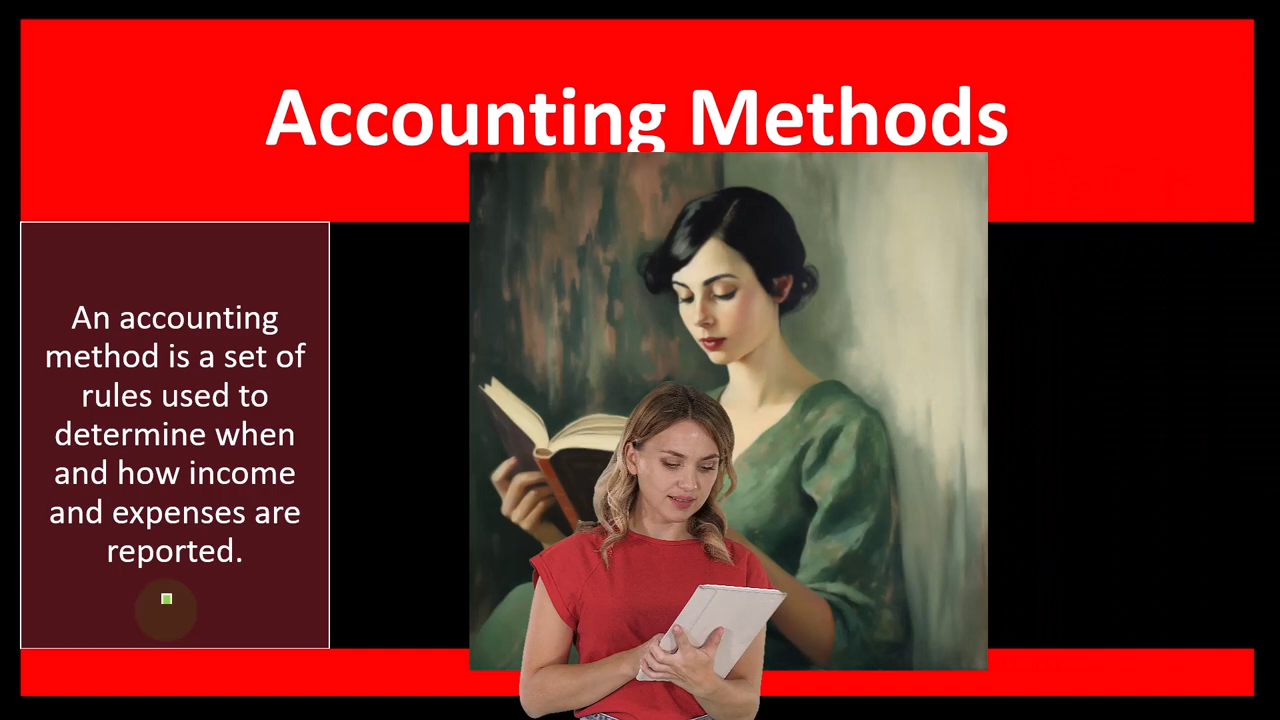 Accounting Methods
An accounting
method is a set of
rules used to
determine when
and how income
and expenses are
reported.